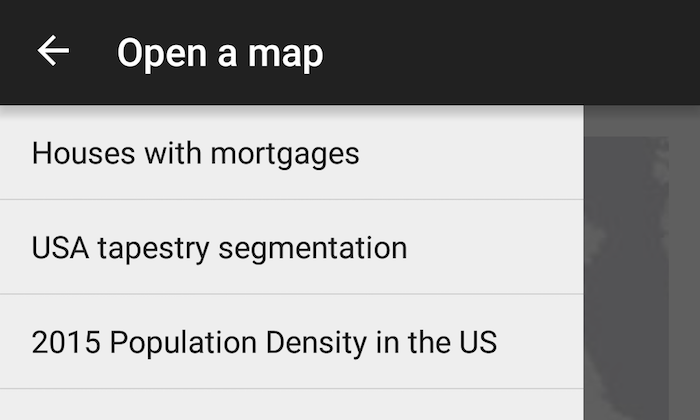 Open a map
Houses with mortgages
USA tapestry segmentation
2015 Population Density in the US